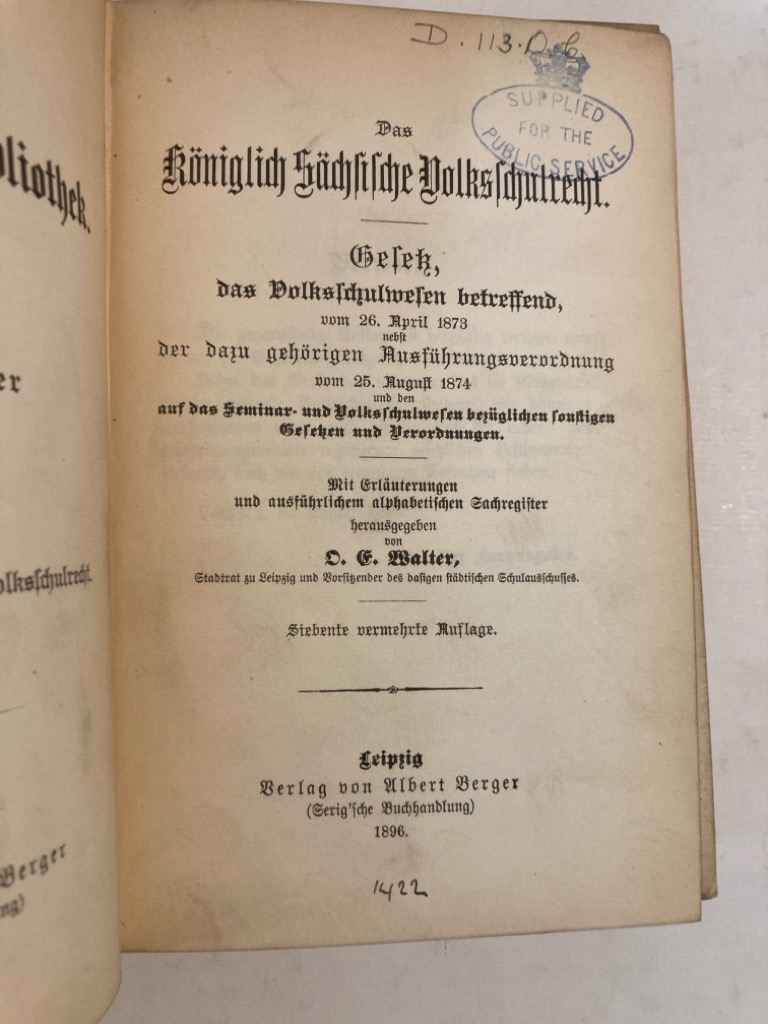 bliothek.
er
olksschulrecht.
Berger
ng)
SUPPLIED
FOR THE
PUBLIC SERVICE
Das
Königlich Sächsische Volksschulrecht.
Gesetz,
das Volksschulwesen betreffend,
vom 26. April 1873
nebst
der dazu gehörigen Ausführungsverordnung
vom 25. August 1874
und den
auf das Seminar- und Volksschulwesen bezüglichen sonstigen
Gesetzen und Verordnungen.
Mit Erläuterungen
und ausführlichem alphabetischen Sachregister
herausgegeben
von
O. E. Walter,
Stadtrat zu Leipzig und Vorsitzender des dasigen städtischen Schulausschusses.
Siebente vermehrte Auflage.
Leipzig
Verlag von Albert Berger
(Serig'sche Buchhandlung)
1896.
1422